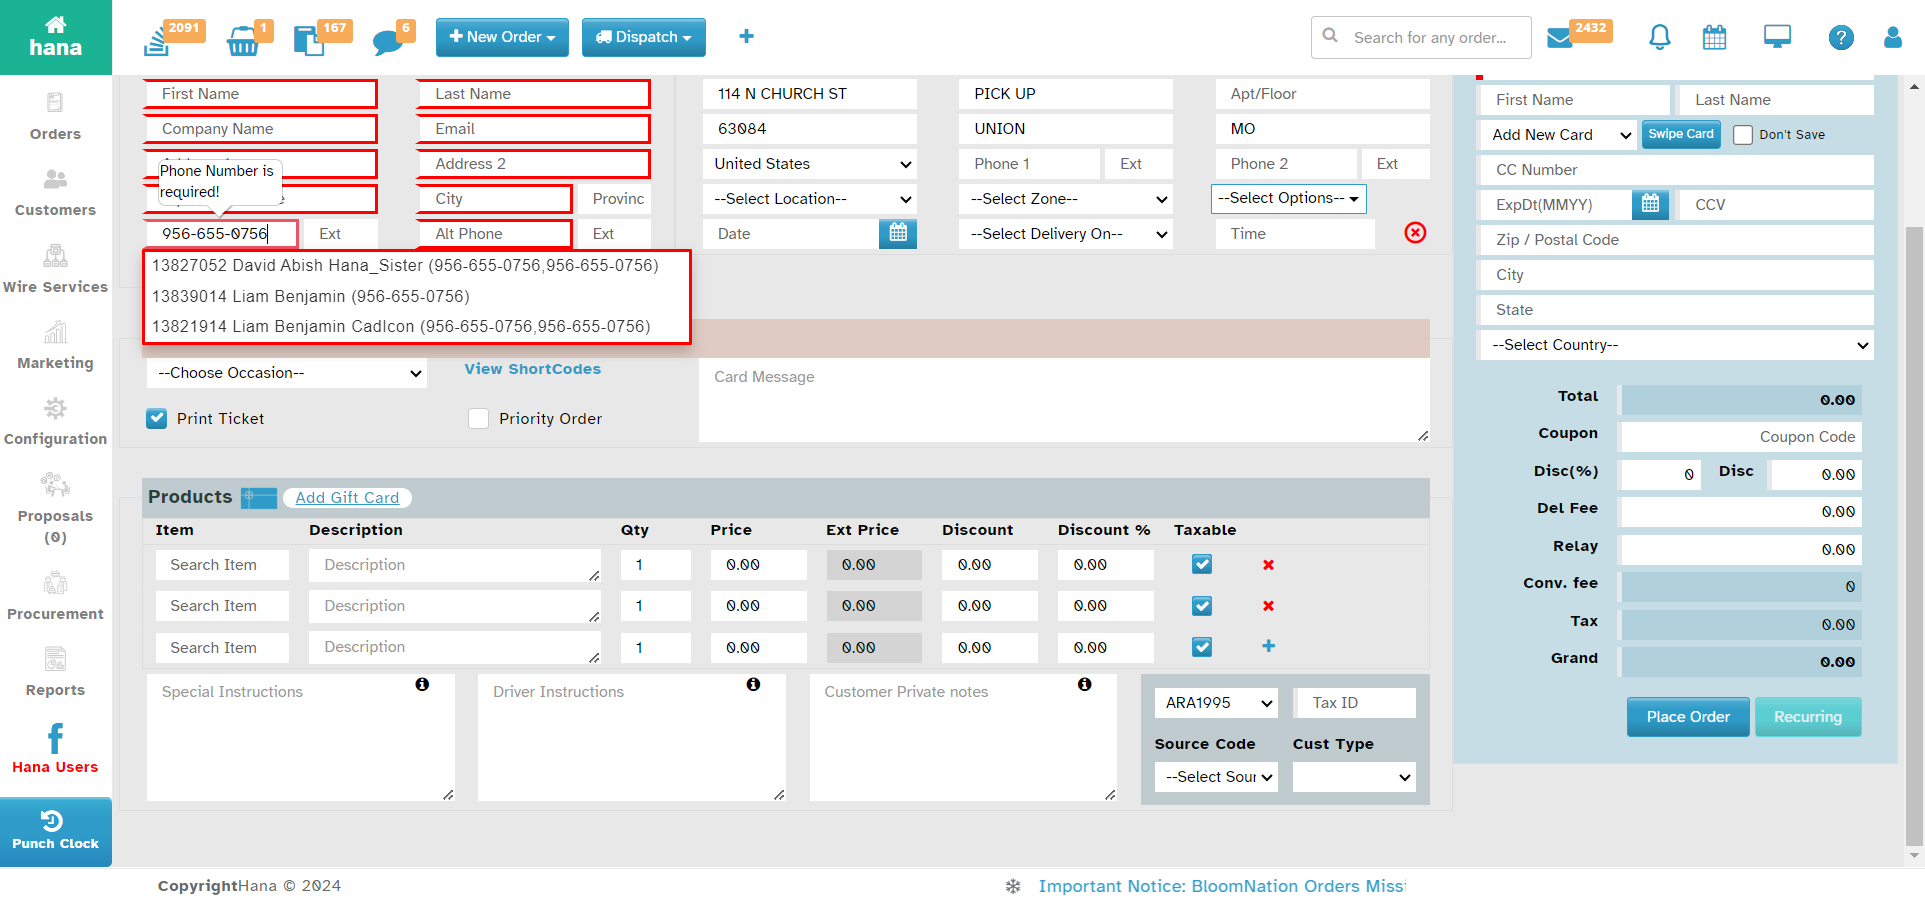 hana
2091
1
167
6
New Order
Dispatch
Search for any order...
2432
Orders
Customers
Wire Services
Marketing
Configuration
Proposals
(0)
Procurement
Reports
Hana Users
Punch Clock
First Name
Last Name
Company Name
Email
Address 2
Phone Number is
required!
City
Provinc
956-655-0756
Ext
Alt Phone
Ext
13827052 David Abish Hana_Sister (956-655-0756,956-655-0756)
13839014 Liam Benjamin (956-655-0756)
13821914 Liam Benjamin CadIcon (956-655-0756,956-655-0756)
114 N CHURCH ST
PICK UP
Apt/Floor
63084
UNION
MO
United States
Phone 1
Ext
Phone 2
Ext
--Select Location--
--Select Zone--
--Select Options--
Date
--Select Delivery On--
Time
--Choose Occasion--
View ShortCodes
Card Message
Print Ticket
Priority Order
Products
Add Gift Card
Item Description Qty Price Ext Price Discount Discount % Taxable
Search Item Description 1 0.00 0.00 0.00 0.00
Search Item Description 1 0.00 0.00 0.00 0.00
Search Item Description 1 0.00 0.00 0.00 0.00
Special Instructions
Driver Instructions
Customer Private notes
ARA1995
Tax ID
Source Code
Cust Type
--Select Sour
First Name
Last Name
Add New Card
Swipe Card
Don't Save
CC Number
ExpDt(MMYY)
CCV
Zip / Postal Code
City
State
--Select Country--
Total 0.00
Coupon Coupon Code
Disc(%) 0 Disc 0.00
Del Fee 0.00
Relay 0.00
Conv. fee 0
Tax 0.00
Grand 0.00
Place Order
Recurring
CopyrightHana © 2024
Important Notice: BloomNation Orders Missi